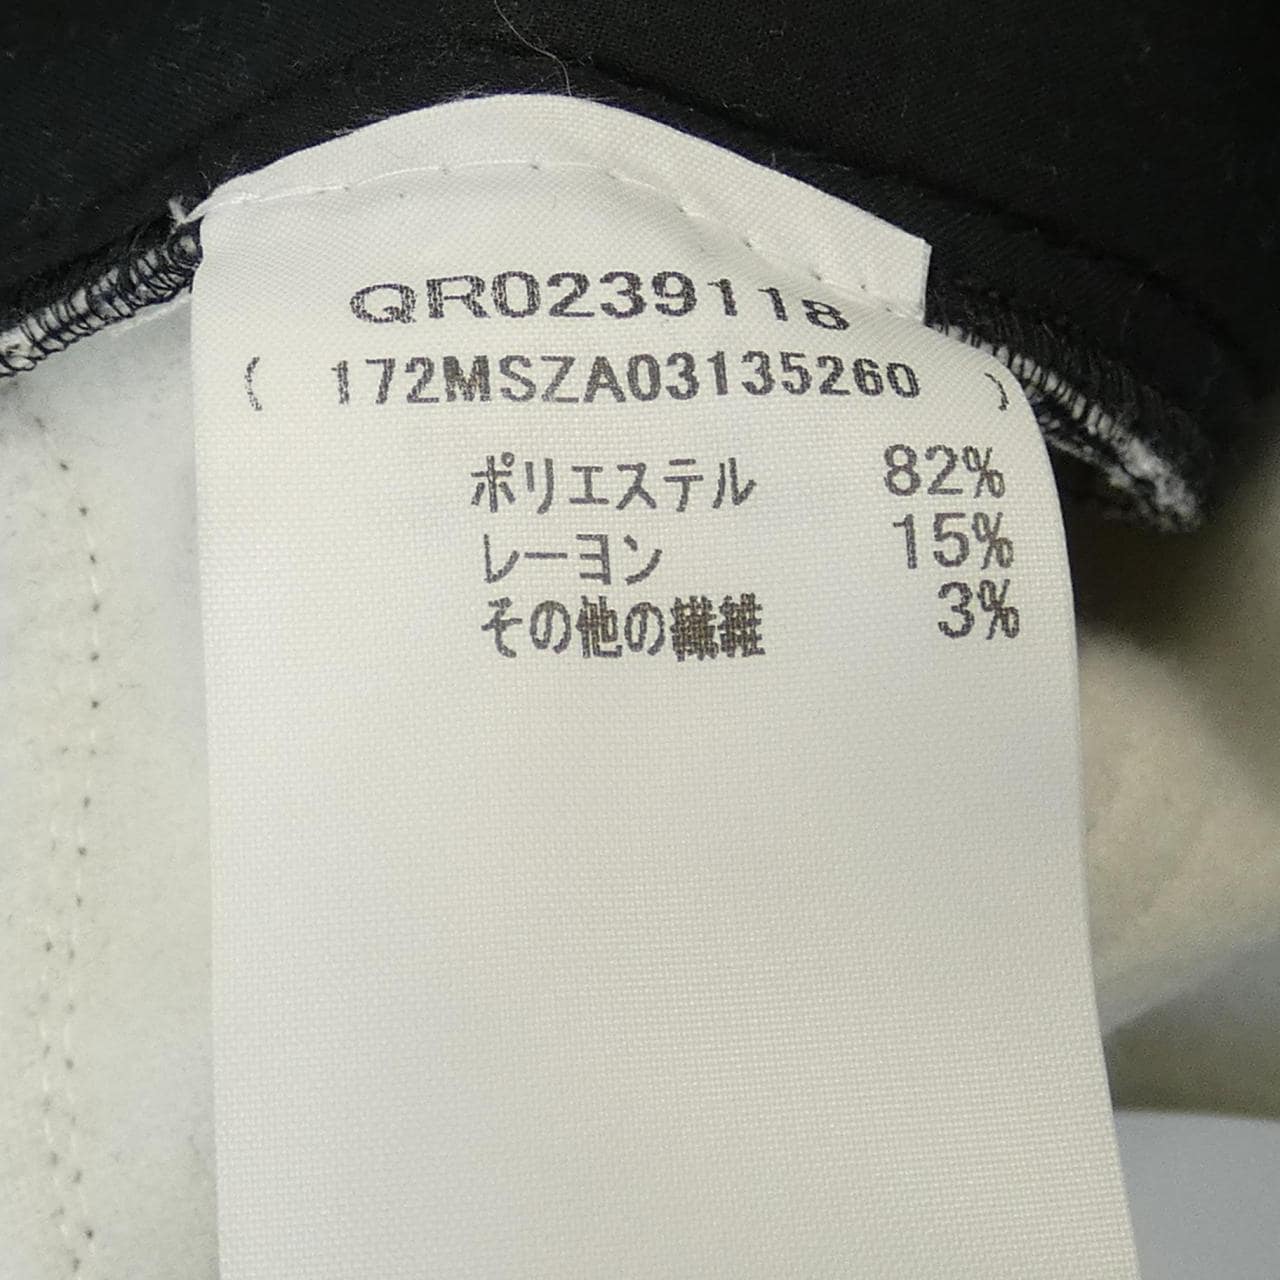 QR0239118
( 172MSZA03135260 )
ポリエステル 82%
レーヨン 15%
その他の繊維 3%